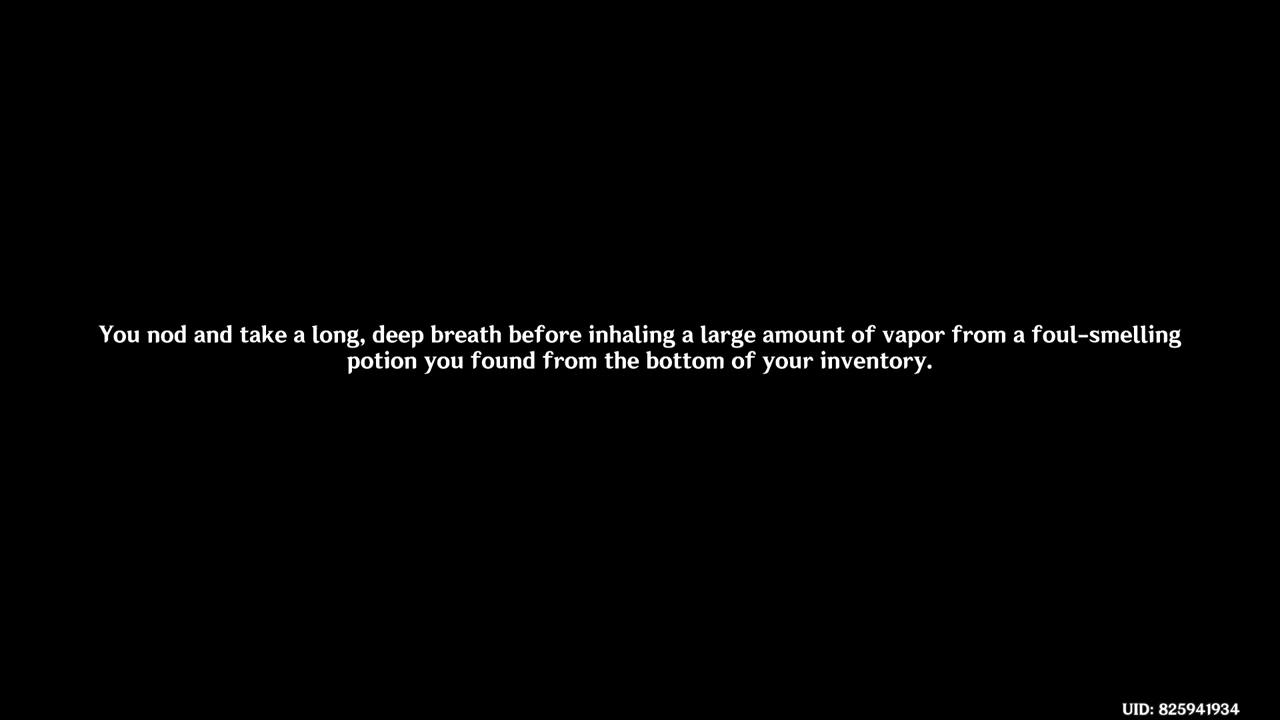 You nod and take a long, deep breath before inhaling a large amount of vapor from a foul-smelling
potion you found from the bottom of your inventory.
UID: 825941934